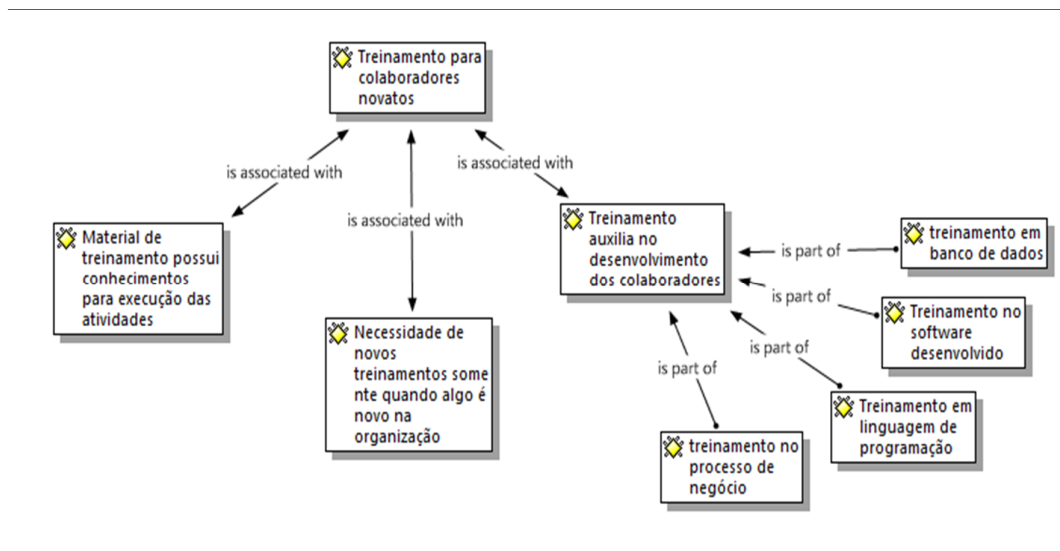 Treinamento para
colaboradores
novatos
is associated with
is associated with
is associated with
Material de
treinamento possui
conhecimentos
para execução das
atividades
Necessidade de
novos
treinamentos some
nte quando algo é
novo na
organização
Treinamento
auxilia no
desenvolvimento
dos colaboradores
is part of
treinamento em
banco de dados
is part of
Treinamento no
software
desenvolvido
is part of
Treinamento em
linguagem de
programação
is part of
treinamento no
processo de
negócio